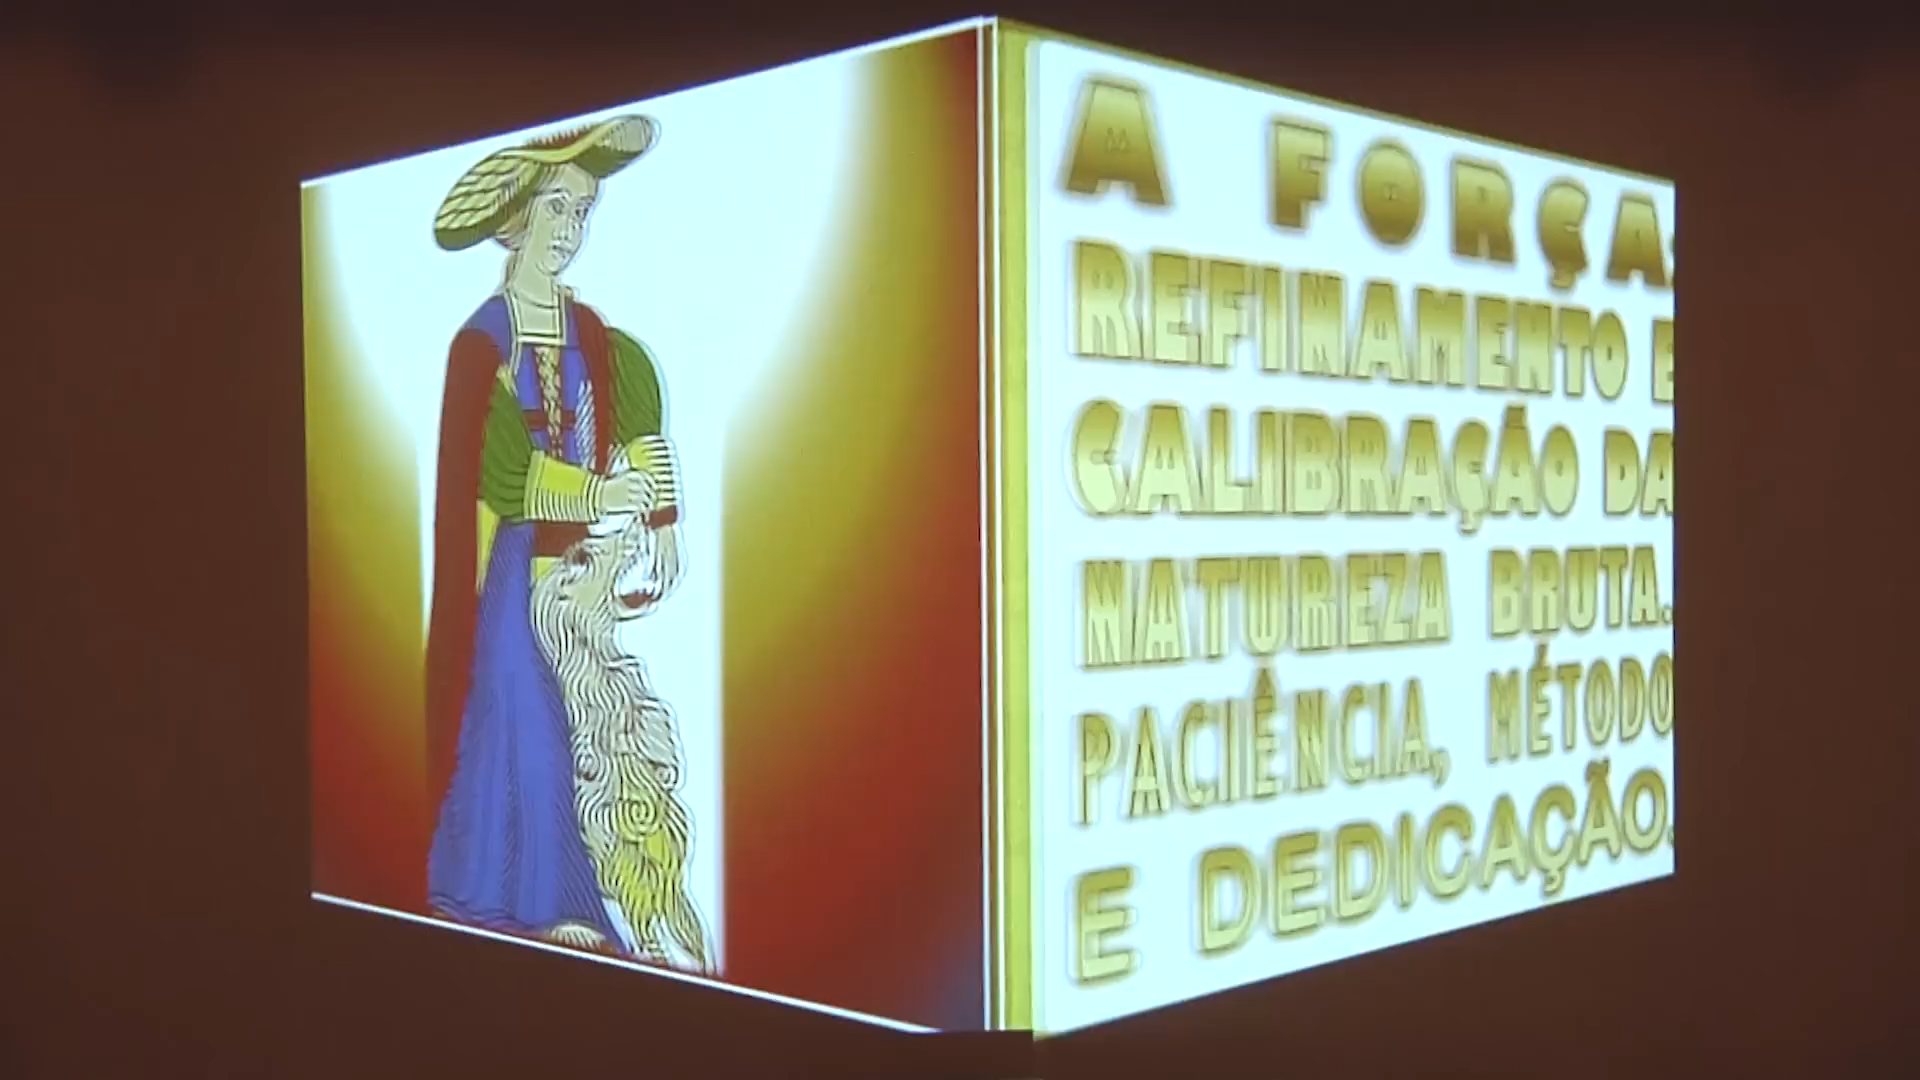 A FORÇA:
REFINAMENTO E
CALIBRAÇÃO DA
NATUREZA BRUTA.
PACIÊNCIA, MÉTODO
E DEDICAÇÃO.